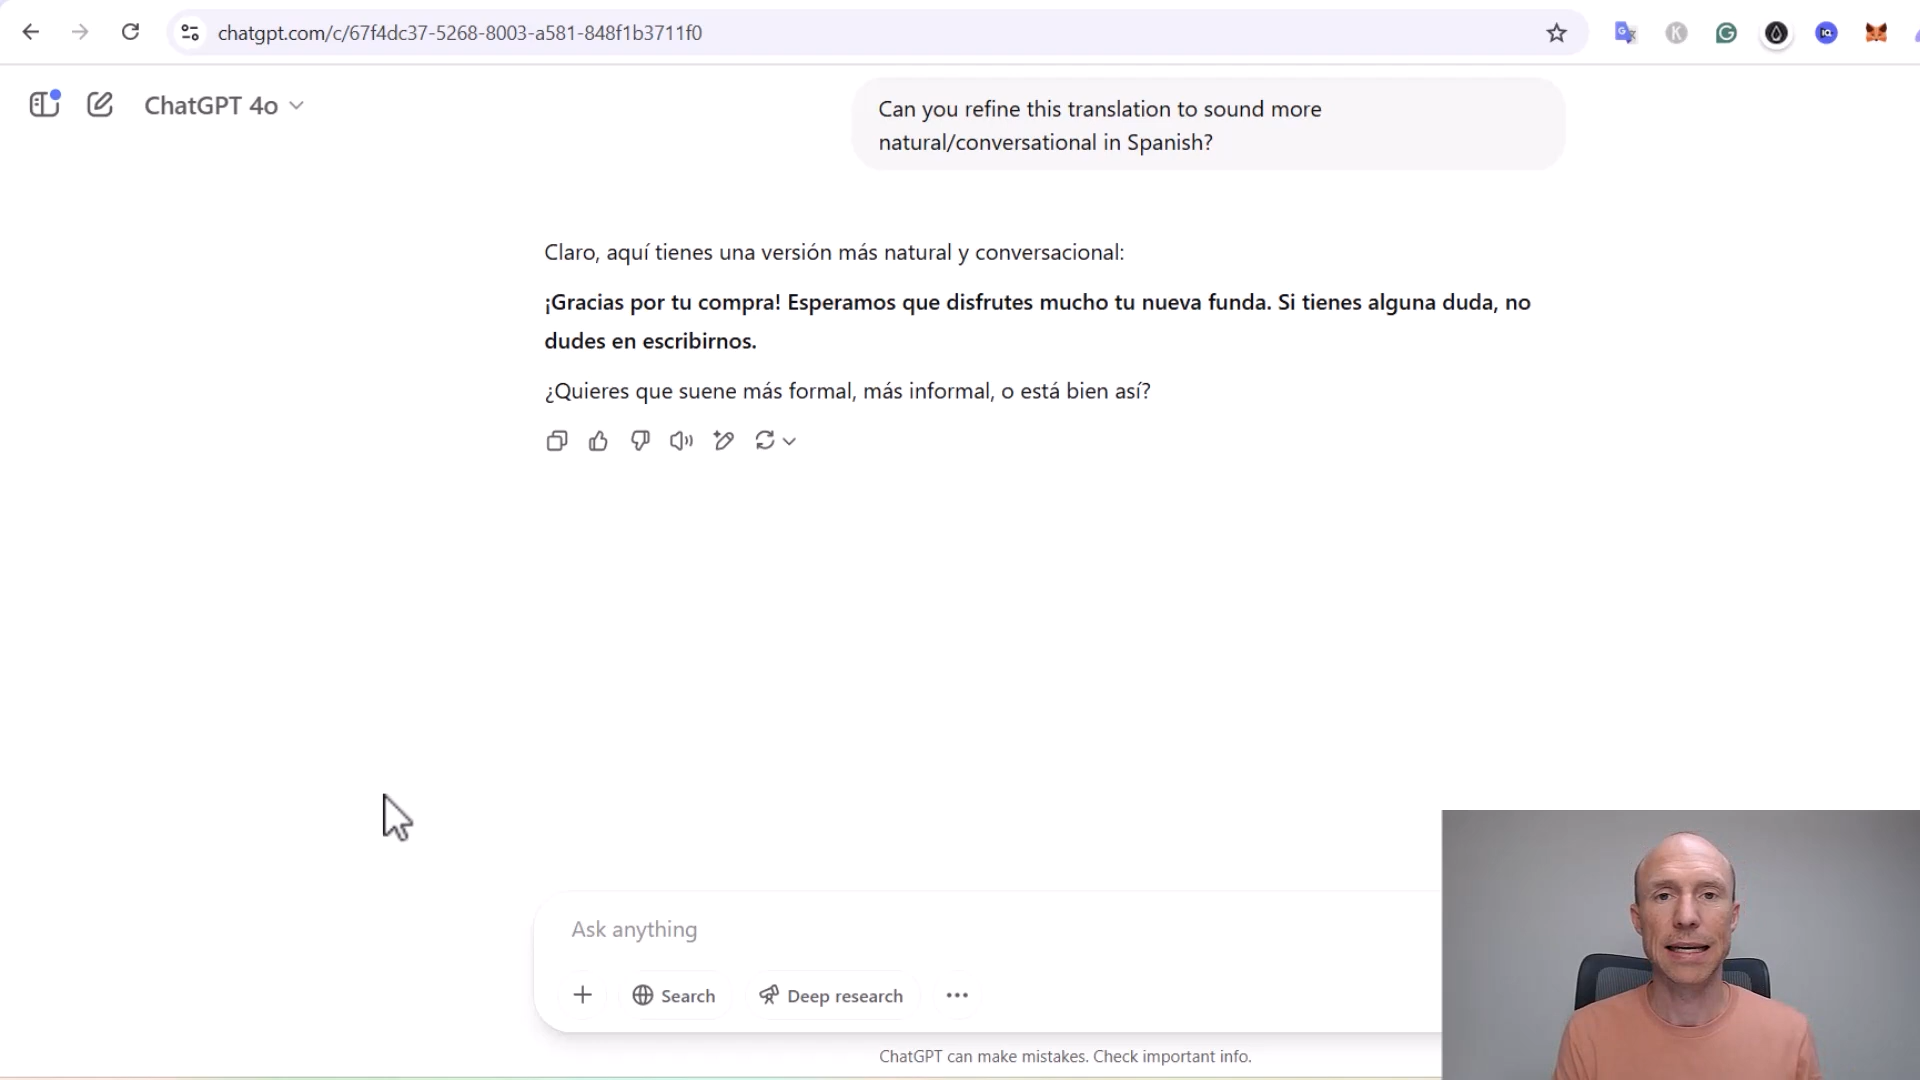 chatgpt.com/c/67f4dc37-5268-8003-a581-848f1b3711f0
ChatGPT 4o
Can you refine this translation to sound more
natural/conversational in Spanish?
Claro, aquí tienes una versión más natural y conversacional:
¡Gracias por tu compra! Esperamos que disfrutes mucho tu nueva funda. Si tienes alguna duda, no
dudes en escribirnos.
¿Quieres que suene más formal, más informal, o está bien así?
Ask anything
Search
Deep research
ChatGPT can make mistakes. Check important info.